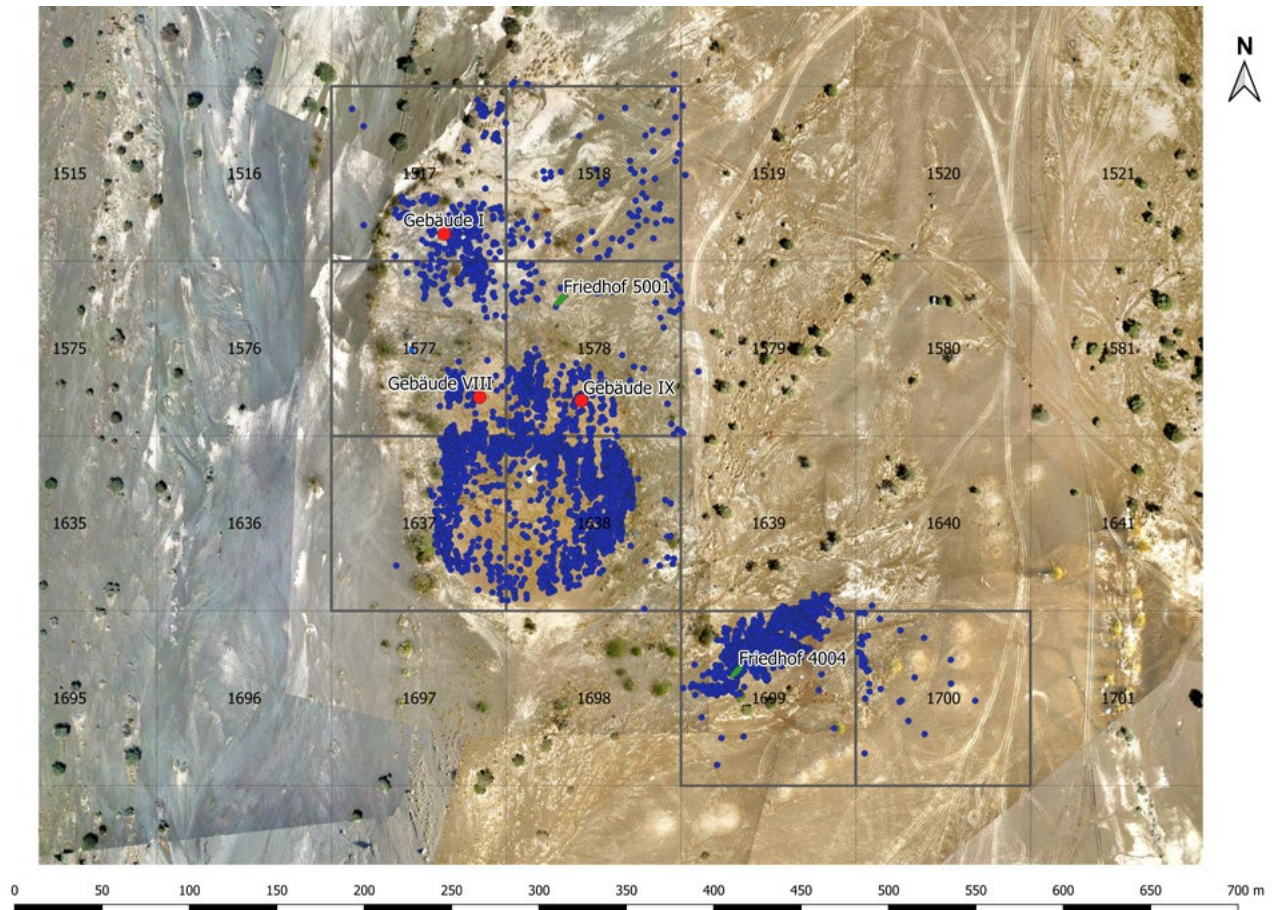 N
1515 1516 1517 1518 1519 1520 1521
Gebäude I
Friedhof 5001
1575 1576 1577 1578 1579 1580 1581
Gebäude VIII Gebäude IX
1635 1636 1637 1638 1639 1640 1641
Friedhof 4004
1695 1696 1697 1698 1699 1700 1701
0 50 100 150 200 250 300 350 400 450 500 550 600 650 700 m